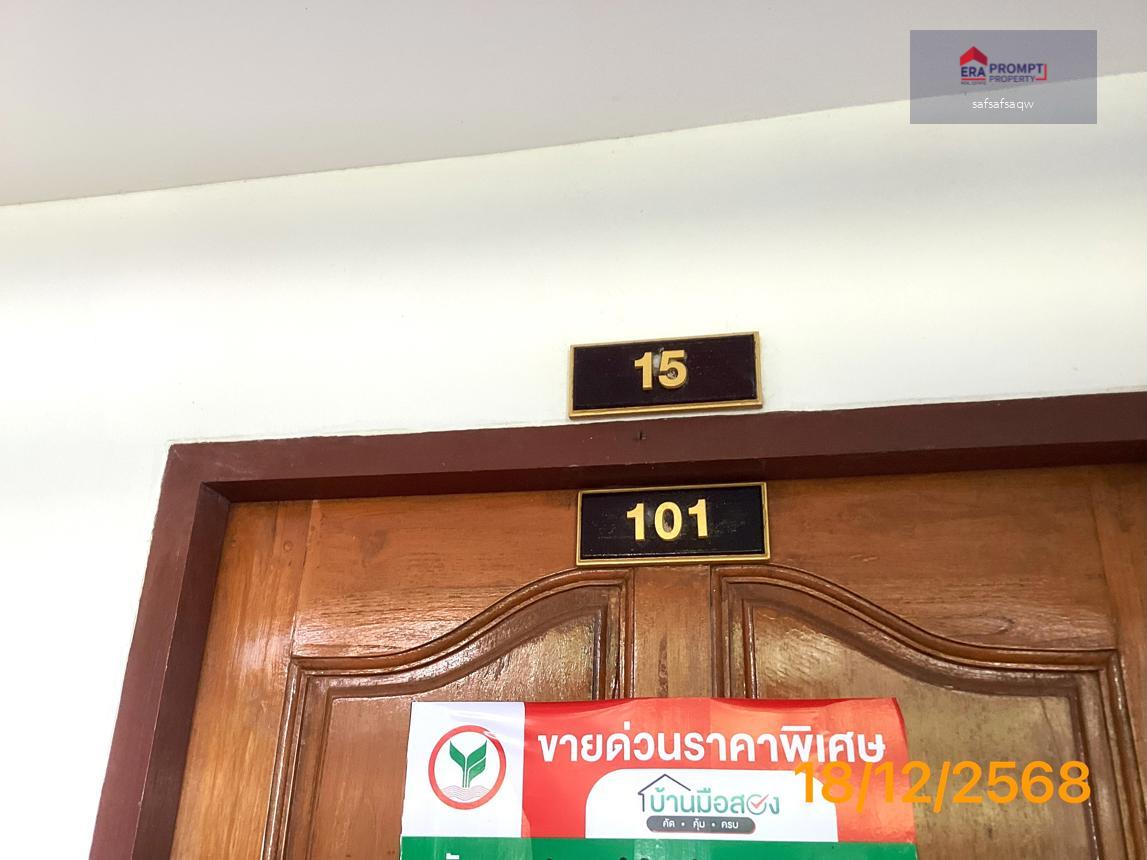 ERA PROMPT
PROPERTY
safsafsaqw
15
101
ขายด่วนราคาพิเศษ
บ้านมือสอง
คัด • คุ้ม • ครบ
18/12/2568